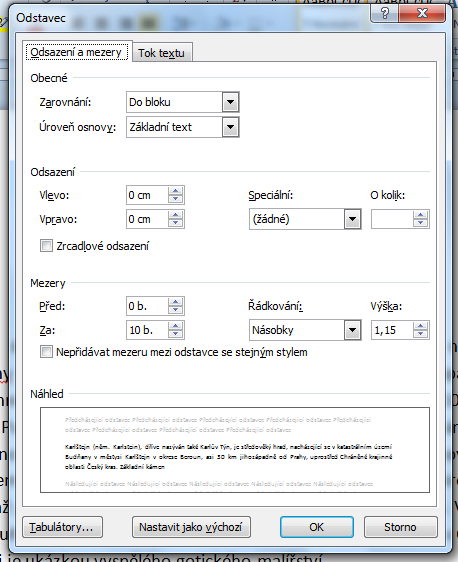 Odstavec
Odsazení a mezery
Tok textu
Obecné
Zarovnání: Do bloku
Úroveň osnovy: Základní text
Odsazení
Vlevo: 0 cm Speciální: O kolik:
Vpravo: 0 cm (žádné)
Zrcadlové odsazení
Mezery
Před: 0 b. Řádkování: Výška:
Za: 10 b. Násobky 1,15
Nepřidávat mezeru mezi odstavce se stejným stylem
Náhled
Předcházející odstavec Předcházející odstavec Předcházející odstavec Předcházející odstavec Předcházející
odstavec Předcházející odstavec Předcházející odstavec Předcházející odstavec
Karlštejn (něm. Karlstein), dříve nasýván také Karlův Týn, je středověký hrad, nacházející se v katastrálním území
Budňany v městysi Karlštejn v okrese Beroun, asi 30 km jihozápadně od Prahy, uprostřed Chráněné krajinné
oblasti Český kras. Základní kámen
Následující odstavec Následující odstavec Následující odstavec Následující odstavec Následující odstavec
Tabulátory... Nastavit jako výchozí OK Storno
je ukázkou vyspělého gotického malířství